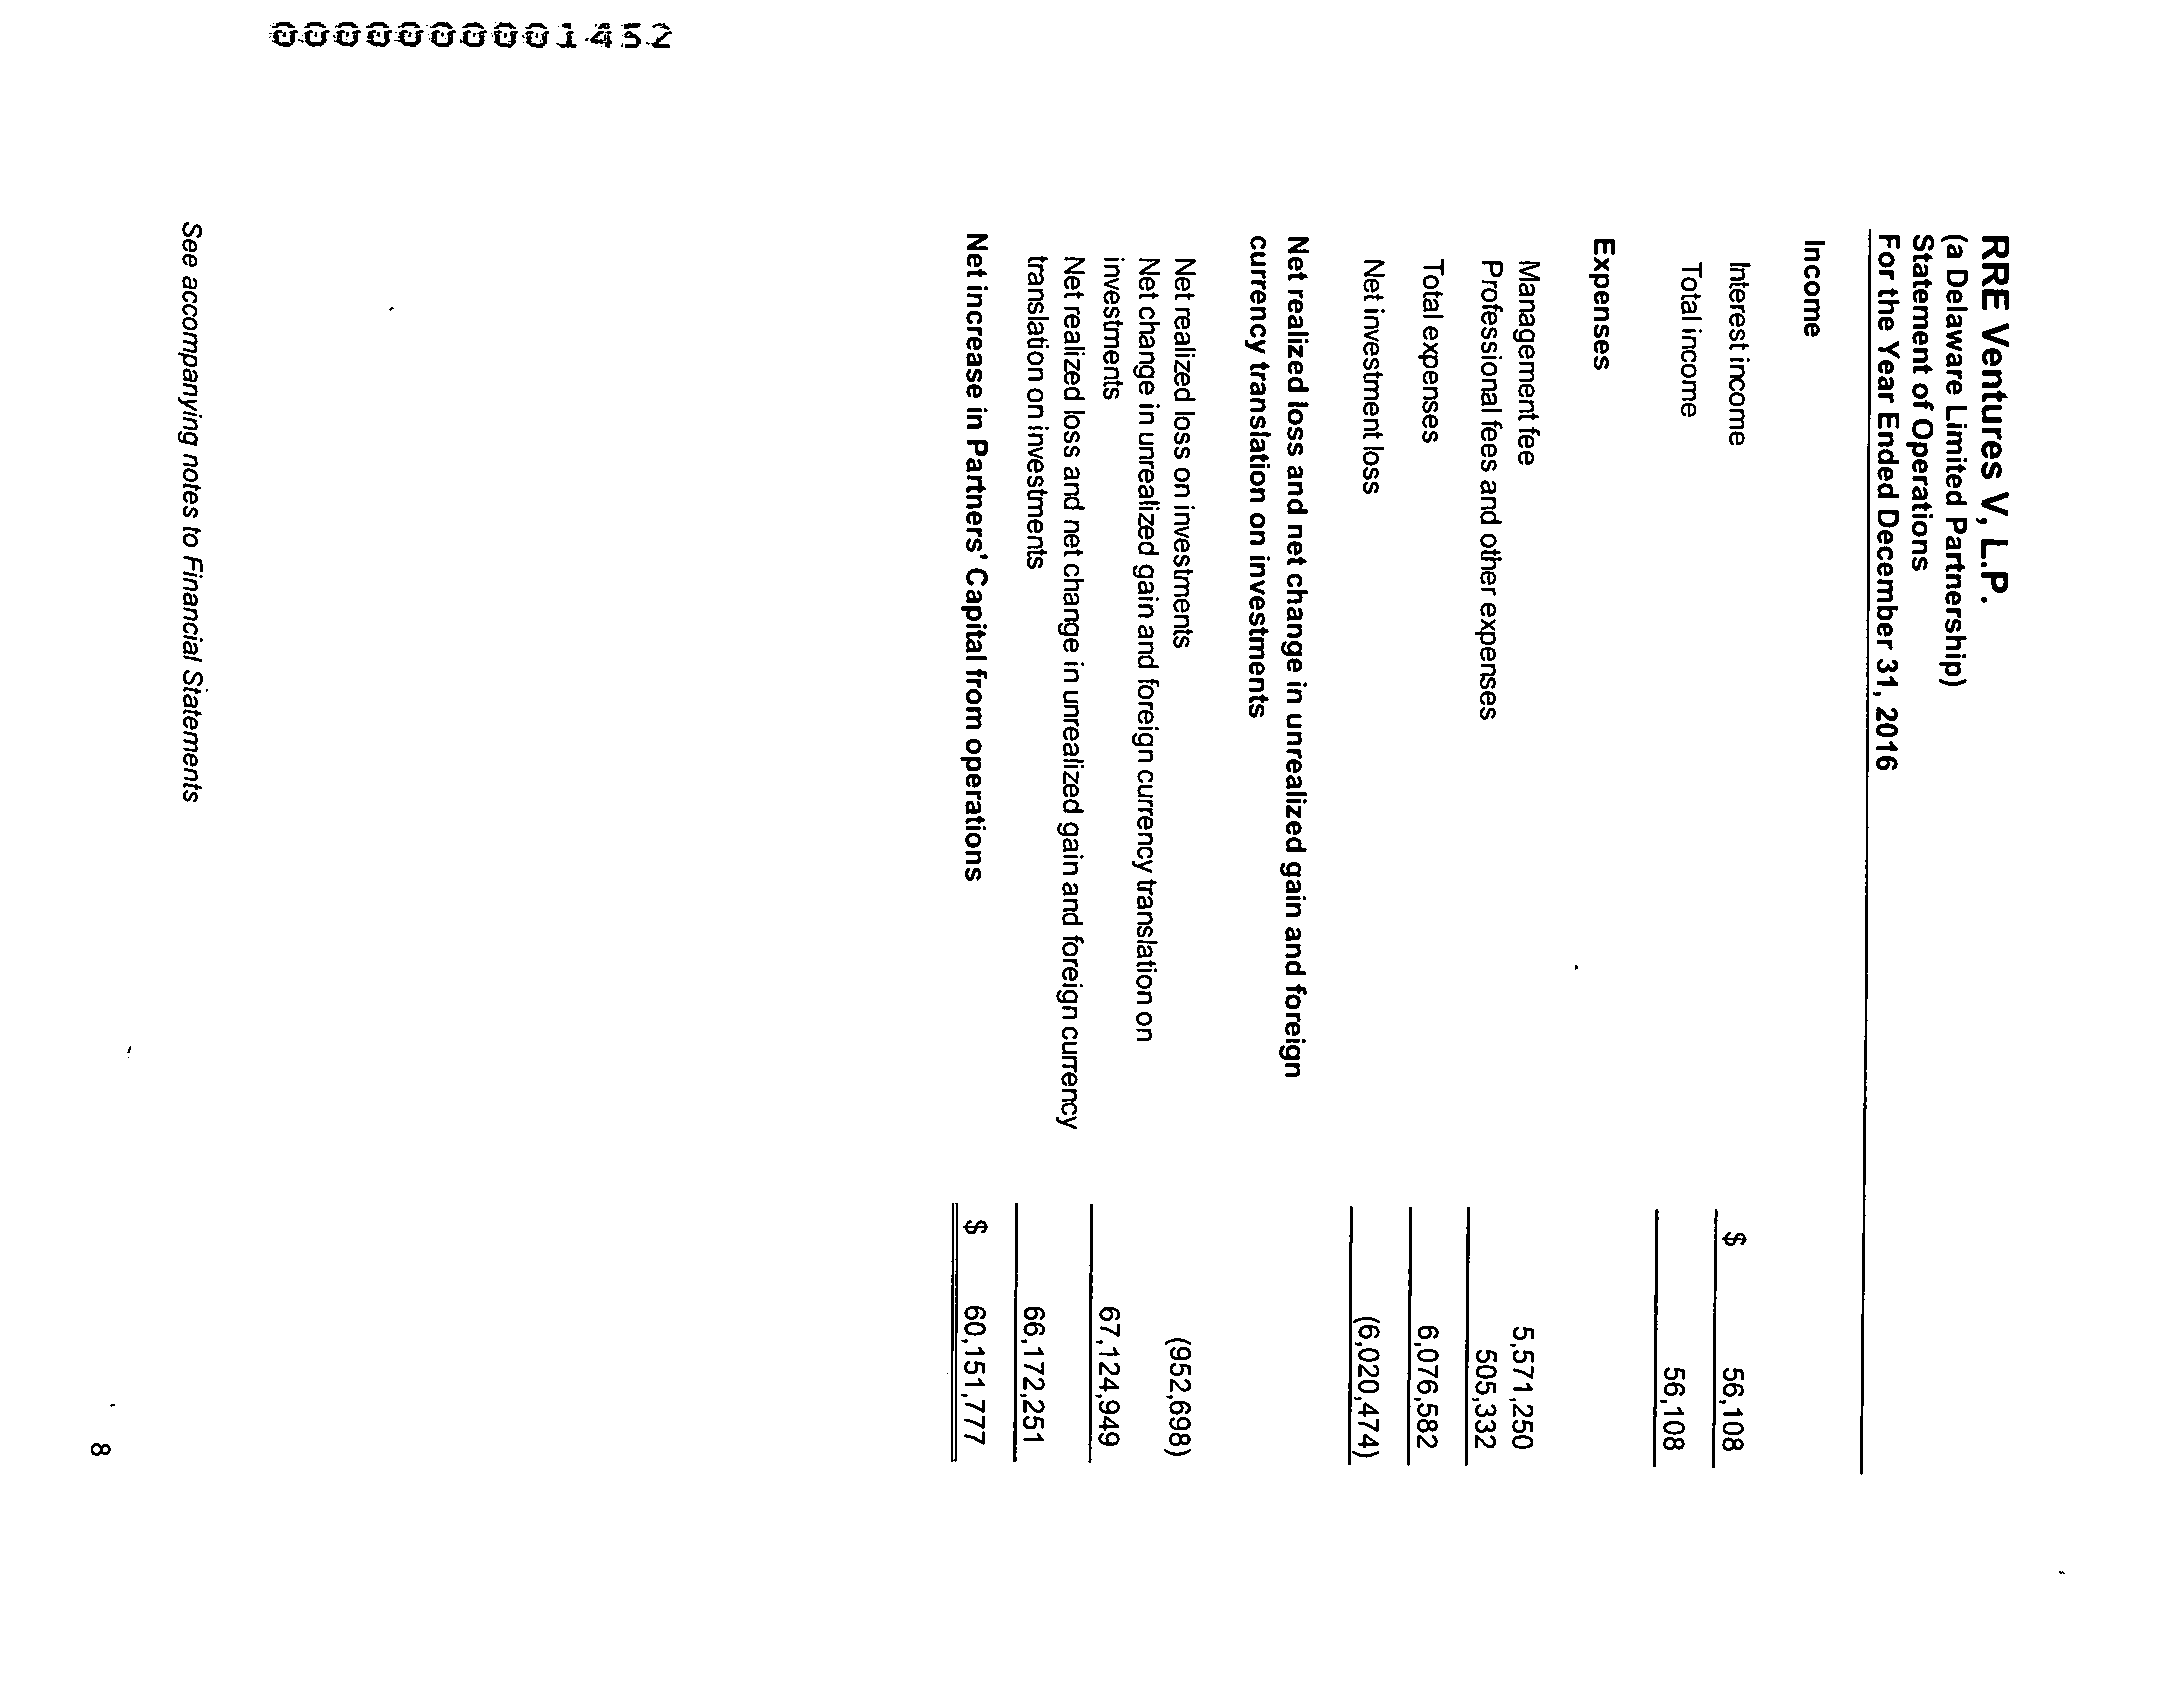 RRE Ventures V, L.P.
(a Delaware Limited Partnership)
Statement of Operations
For the Year Ended December 31, 2016
Income
Interest income $ 56,108
Total income 56,108
Expenses
Management fee 5,571,250
Professional fees and other expenses 505,332
Total expenses 6,076,582
Net investment loss (6,020,474)
Net realized loss and net change in unrealized gain and foreign
currency translation on investments
Net realized loss on investments (952,698)
Net change in unrealized gain and foreign currency translation on
investments 67,124,949
Net realized loss and net change in unrealized gain and foreign currency
translation on investments 66,172,251
Net increase in Partners' Capital from operations $ 60,151,777
See accompanying notes to Financial Statements
8
0000000001452